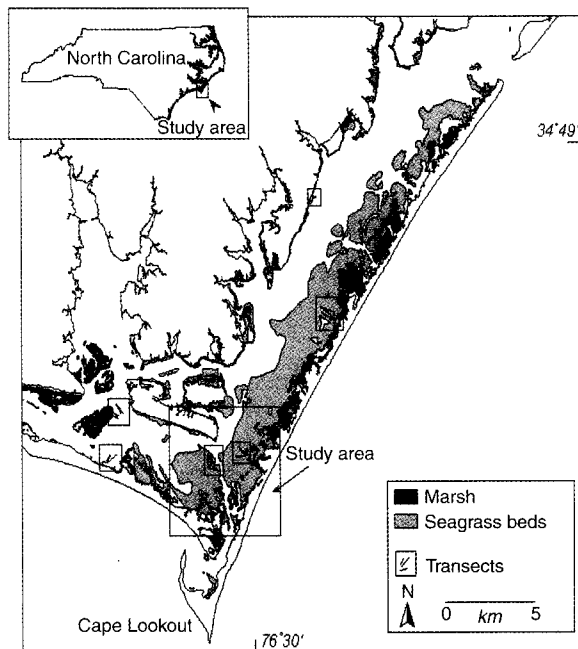 North Carolina
Study area
34°49'
Study area
Marsh
Seagrass beds
Transects
N
0 km 5
Cape Lookout
76°30'